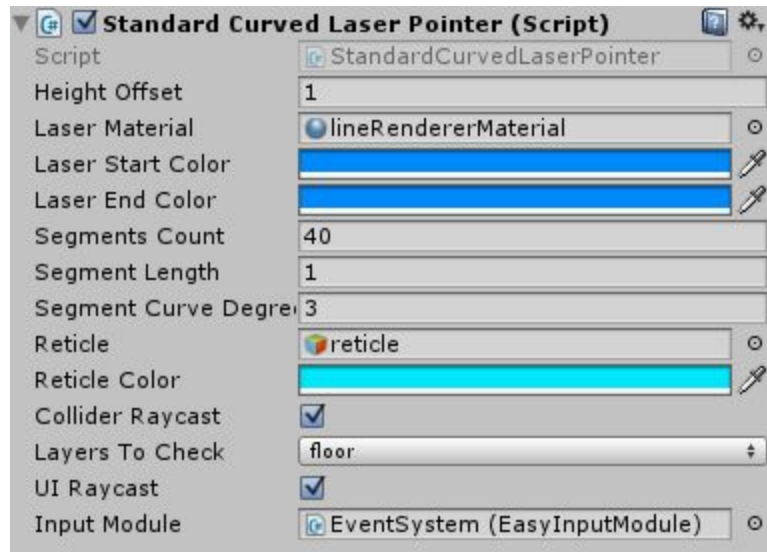 Standard Curved Laser Pointer (Script)
Script StandardCurvedLaserPointer
Height Offset 1
Laser Material lineRendererMaterial
Laser Start Color
Laser End Color
Segments Count 40
Segment Length 1
Segment Curve Degre 3
Reticle reticle
Reticle Color
Collider Raycast
Layers To Check floor
UI Raycast
Input Module EventSystem (EasyInputModule)